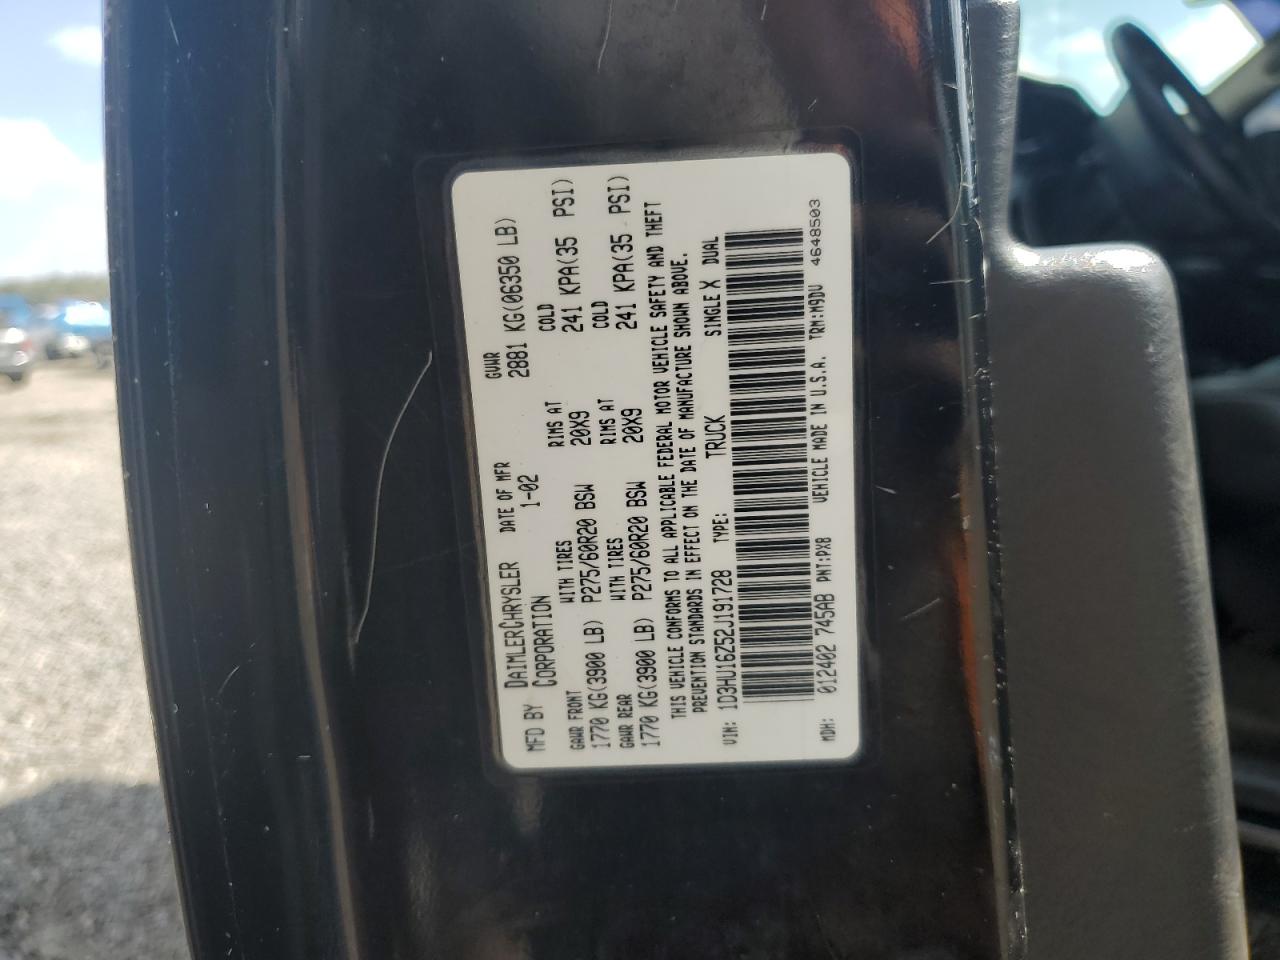 MFD BY DAIMLERCHRYSLER CORPORATION DATE OF MFR 1-02 GVWR 2881 KG(06350 LB)
GAWR FRONT WITH TIRES RIMS AT COLD
1770 KG(3900 LB) P275/60R20 BSW 20X9 241 KPA(35 PSI)
GAWR REAR WITH TIRES RIMS AT COLD
1770 KG(3900 LB) P275/60R20 BSW 20X9 241 KPA(35 PSI)
THIS VEHICLE CONFORMS TO ALL APPLICABLE FEDERAL MOTOR VEHICLE SAFETY AND THEFT
PREVENTION STANDARDS IN EFFECT ON THE DATE OF MANUFACTURE SHOWN ABOVE.
VIN: 1D3HU16Z52J191728 TYPE: TRUCK SINGLE X DUAL
MDH: 012402 745AB PNT:PX8 VEHICLE MADE IN U.S.A. TRM:M9DV 4648503